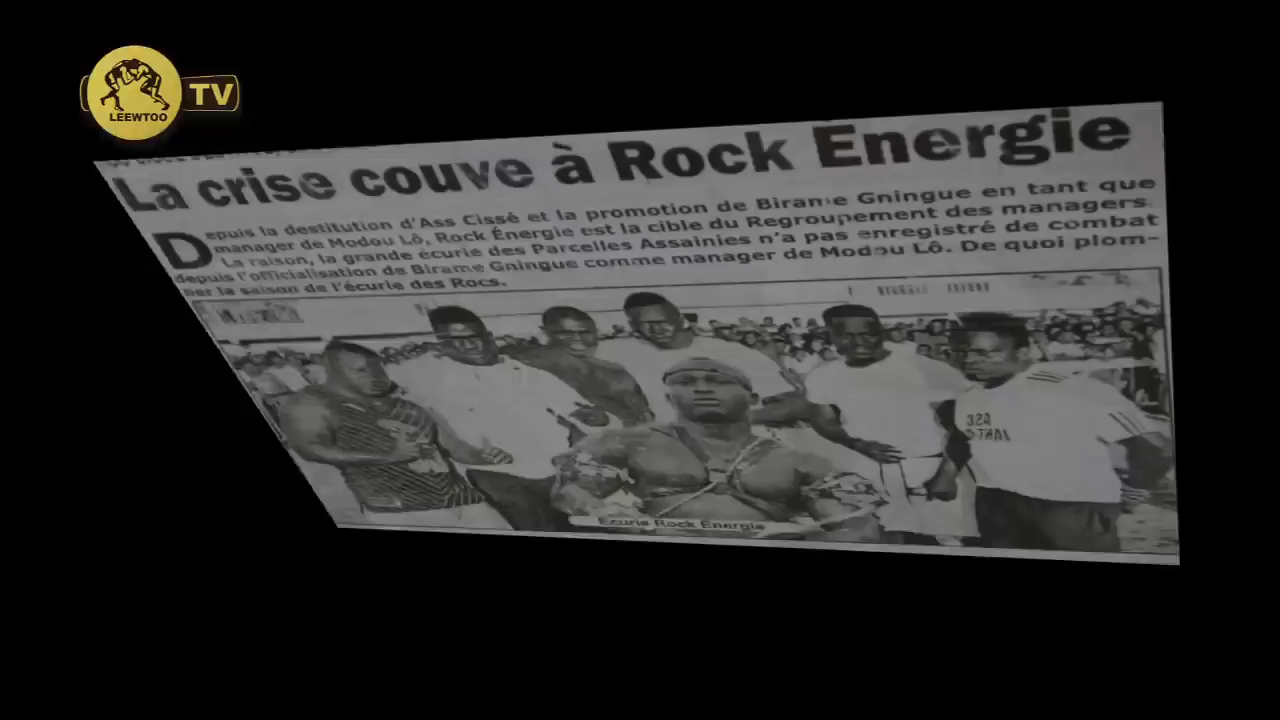 LEEWTOO
TV
La crise couve à Rock Énergie
Depuis la destitution d'Ass Cissé et la promotion de Birame Gningue en tant que
manager de Modou Lô, Rock Énergie est la cible du Regroupement des managers.
La raison, la grande écurie des Parcelles Assainies n'a pas enregistré de combat
depuis l'officialisation de Birame Gningue comme manager de Modou Lô. De quoi plom-
ber la saison de l'écurie des Rocs.
Ecurie Rock Energie